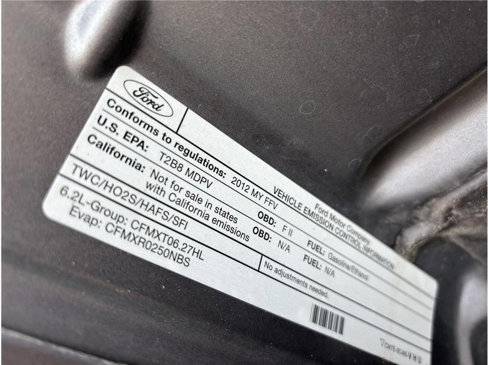 Ford
Ford Motor Company
VEHICLE EMISSION CONTROL INFORMATION
Conforms to regulations: 2012 MY FFV
U.S. EPA: T2B8 MDPV OBD: F II FUEL: Gasoline/Ethanol
California: Not for sale in states with California emissions OBD: N/A FUEL: N/A
TWC/HO2S/HAFS/SFI
No adjustments needed.
6.2L-Group: CFMXT06.27HL
Evap: CFMXR0250NBS